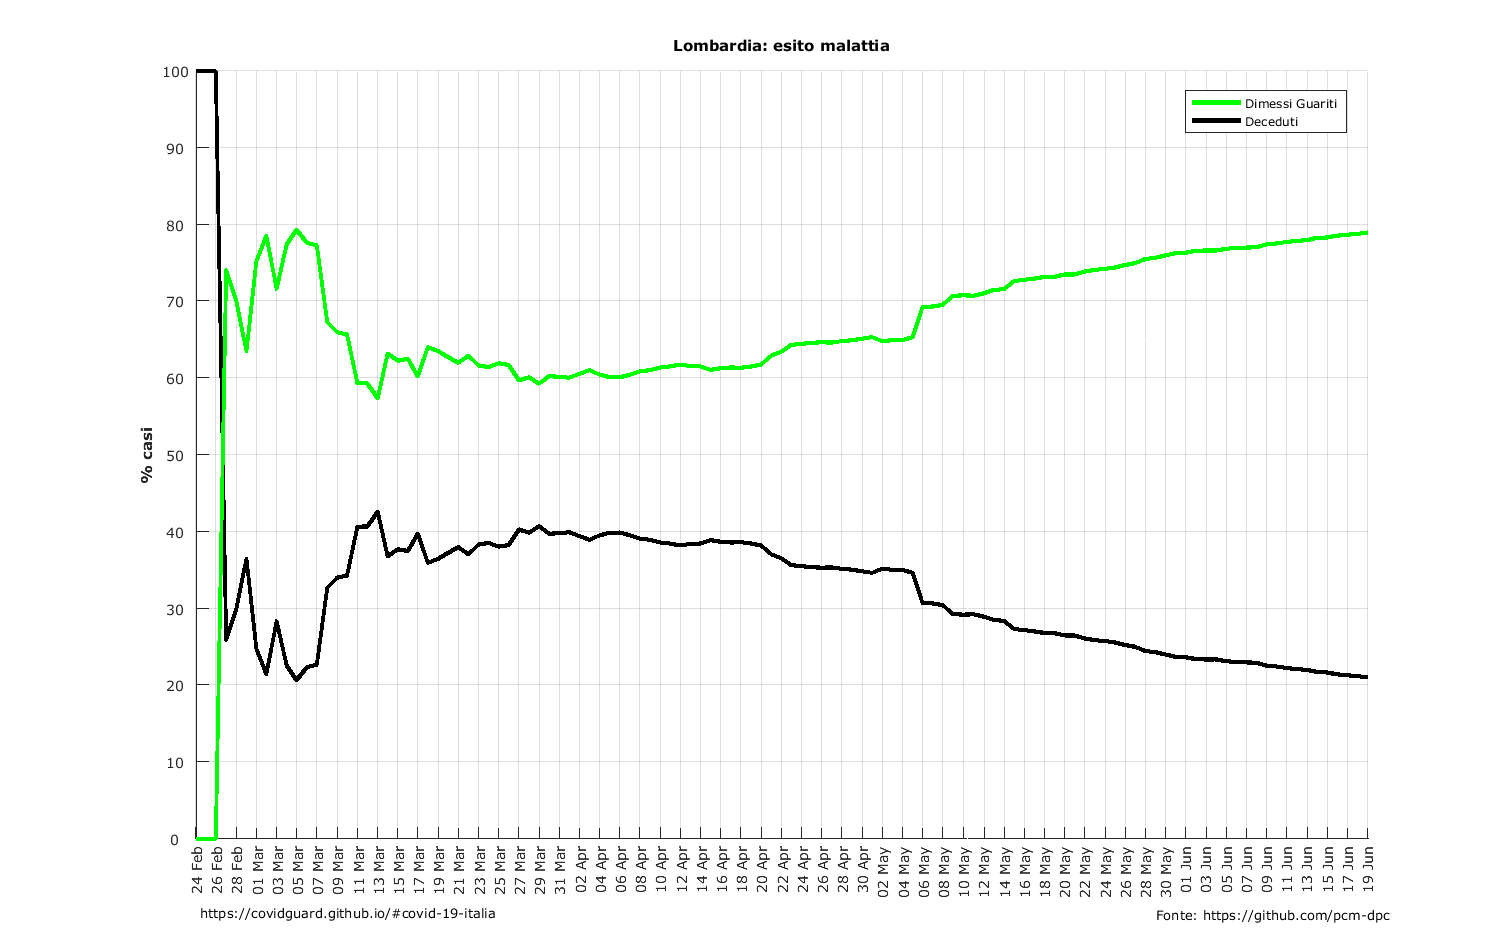 Lombardia: esito malattia
% casi
100
90
80
70
60
50
40
30
20
10
0
Dimessi Guariti
Deceduti
24 Feb
26 Feb
28 Feb
01 Mar
03 Mar
05 Mar
07 Mar
09 Mar
11 Mar
13 Mar
15 Mar
17 Mar
19 Mar
21 Mar
23 Mar
25 Mar
27 Mar
29 Mar
31 Mar
02 Apr
04 Apr
06 Apr
08 Apr
10 Apr
12 Apr
14 Apr
16 Apr
18 Apr
20 Apr
22 Apr
24 Apr
26 Apr
28 Apr
30 Apr
02 May
04 May
06 May
08 May
10 May
12 May
14 May
16 May
18 May
20 May
22 May
24 May
26 May
28 May
30 May
01 Jun
03 Jun
05 Jun
07 Jun
09 Jun
11 Jun
13 Jun
15 Jun
17 Jun
19 Jun
https://covidguard.github.io/#covid-19-italia
Fonte: https://github.com/pcm-dpc